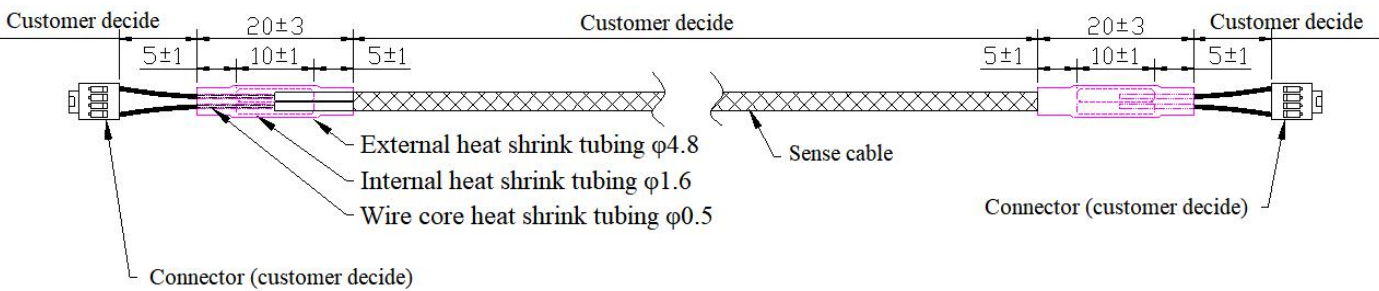 Customer decide
20±3
Customer decide
20±3
Customer decide
5±1
10±1
5±1
5±1
10±1
5±1
External heat shrink tubing φ4.8
Internal heat shrink tubing φ1.6
Wire core heat shrink tubing φ0.5
Sense cable
Connector (customer decide)
Connector (customer decide)